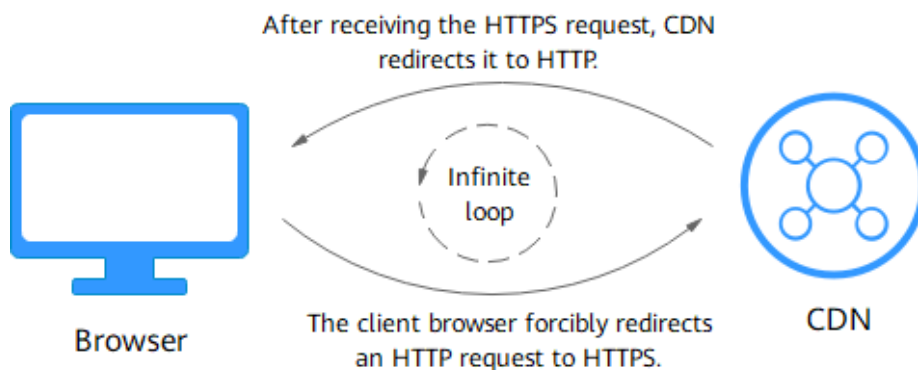 After receiving the HTTPS request, CDN
redirects it to HTTP.
Infinite
loop
The client browser forcibly redirects
an HTTP request to HTTPS.
Browser
CDN